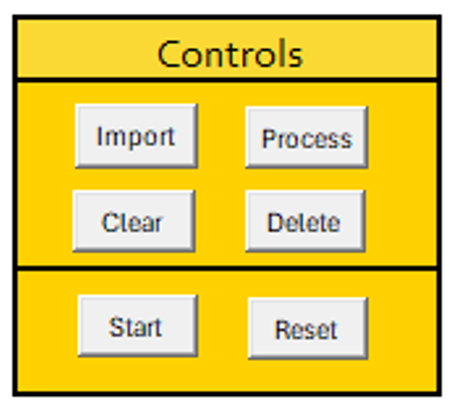 Controls
Import Process
Clear Delete
Start Reset